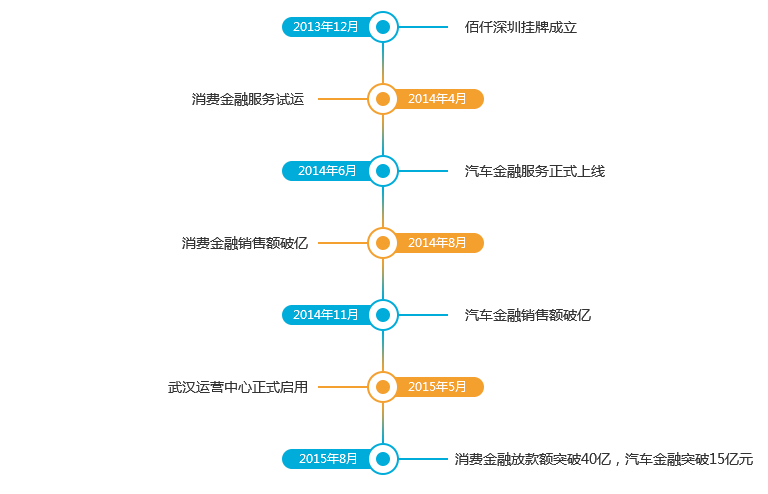 2013年12月
佰仟深圳挂牌成立
消费金融服务试运
2014年4月
2014年6月
汽车金融服务正式上线
消费金融销售额破亿
2014年8月
2014年11月
汽车金融销售额破亿
武汉运营中心正式启用
2015年5月
2015年8月
消费金融放款额突破40亿，汽车金融突破15亿元